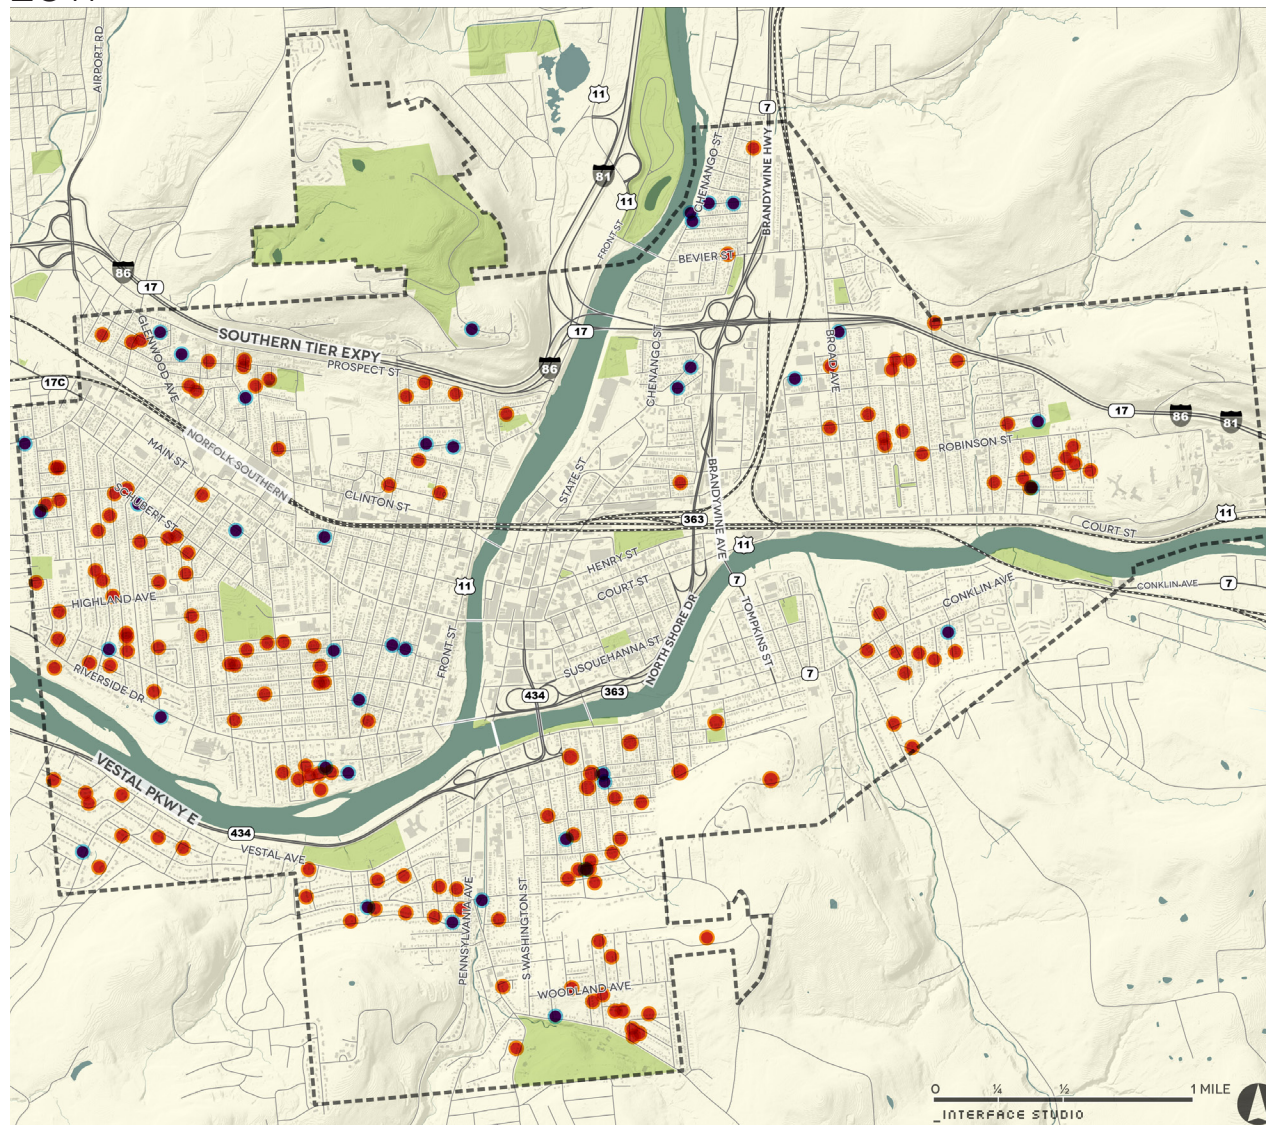 AIRPORT RD
11
7
81
11
CHENANGO ST
BRANDYWINE HWY
FRONT ST
BEVIER ST
86
17
GLENWOOD AVE
SOUTHERN TIER EXPY
PROSPECT ST
17
86
17C
CHENANGO ST
BROAD AVE
17
86
81
MAIN ST
NORFOLK SOUTHERN
ROBINSON ST
STATE ST
BRANDYWINE AVE
SCHUBERT ST
CLINTON ST
363
11
COURT ST
11
HENRY ST
COURT ST
7
TOMPKINS ST
CONKLIN AVE
CONKLIN AVE
7
11
HIGHLAND AVE
FRONT ST
SUSQUEHANNA ST
NORTH SHORE DR
7
RIVERSIDE DR
434
363
VESTAL PKWY E
434
VESTAL AVE
PENNSYLVANIA AVE
S WASHINGTON ST
WOODLAND AVE
0 ¼ ½ 1 MILE
_INTERFACE STUDIO